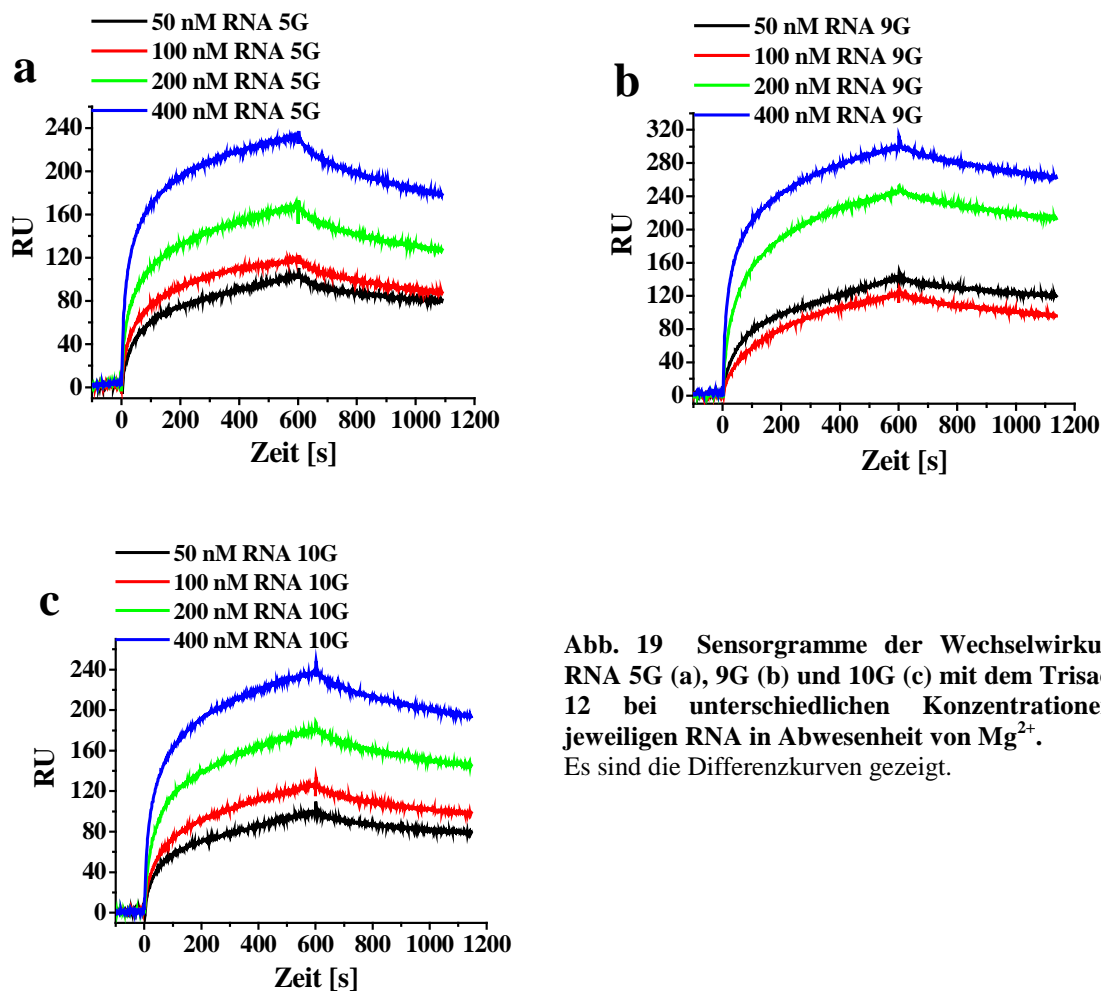 a
50 nM RNA 5G
100 nM RNA 5G
200 nM RNA 5G
400 nM RNA 5G
240
200
160
120
80
40
0
RU
0 200 400 600 800 1000 1200
Zeit [s]
b
50 nM RNA 9G
100 nM RNA 9G
200 nM RNA 9G
400 nM RNA 9G
320
280
240
200
160
120
80
40
0
RU
0 200 400 600 800 1000 1200
Zeit [s]
c
50 nM RNA 10G
100 nM RNA 10G
200 nM RNA 10G
400 nM RNA 10G
240
200
160
120
80
40
0
RU
0 200 400 600 800 1000 1200
Zeit [s]
Abb. 19 Sensorgramme der Wechselwirku
RNA 5G (a), 9G (b) und 10G (c) mit dem Trisa
12 bei unterschiedlichen Konzentratione
jeweiligen RNA in Abwesenheit von Mg²⁺.
Es sind die Differenzkurven gezeigt.